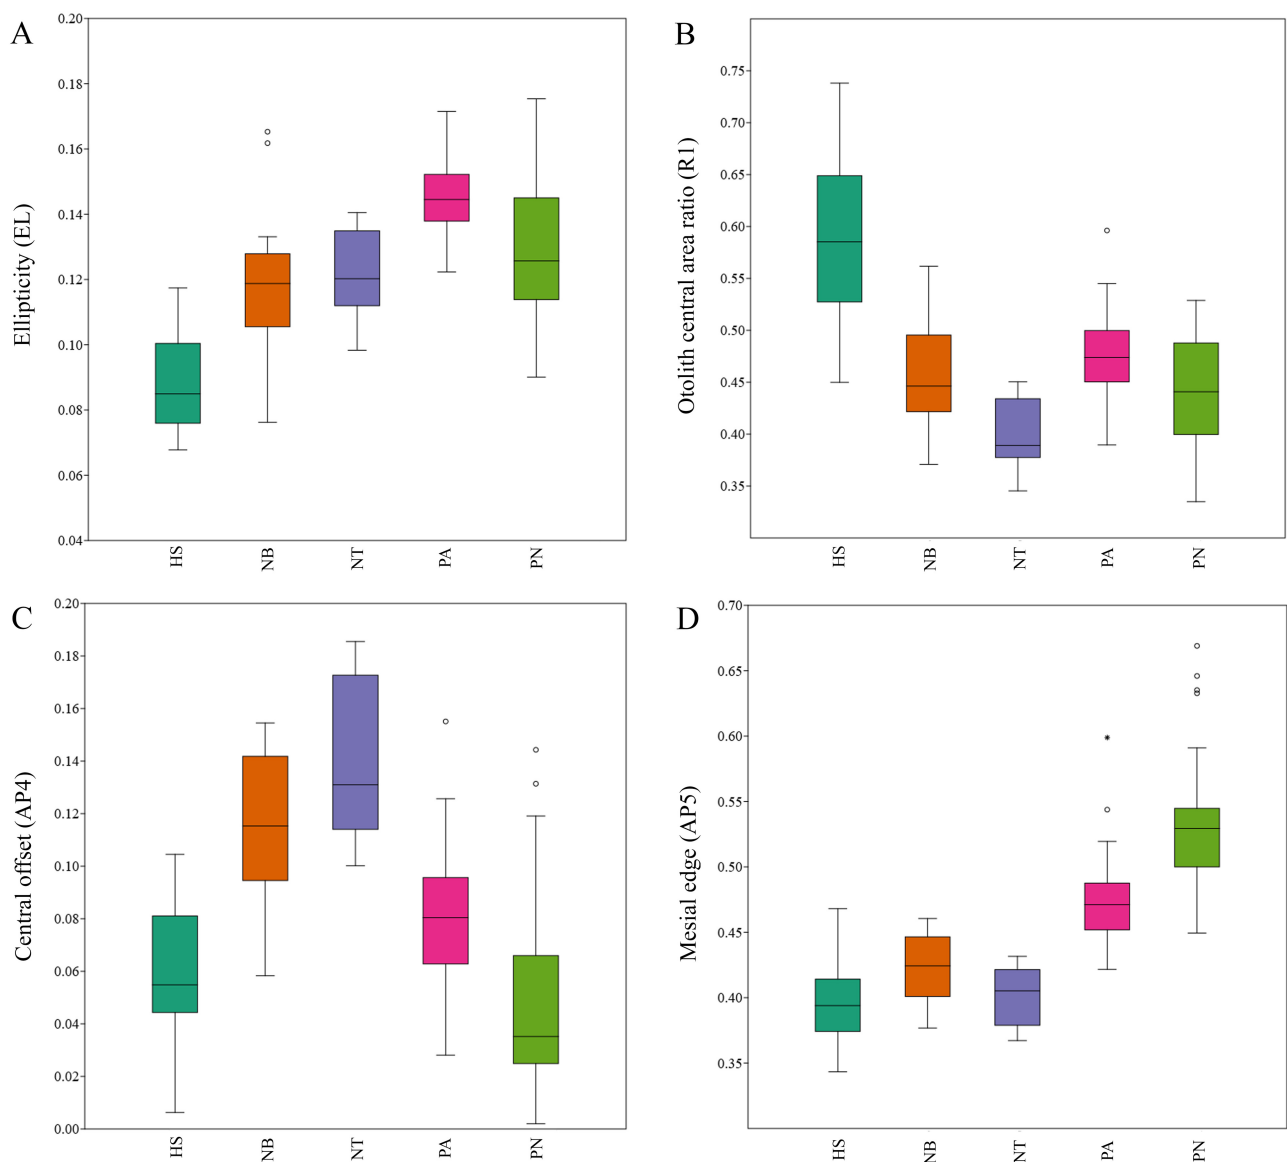 A
Ellipticity (EL)
0.20
0.18
0.16
0.14
0.12
0.10
0.08
0.06
0.04
HS
NB
NT
PA
PN
B
Otolith central area ratio (R1)
0.75
0.70
0.65
0.60
0.55
0.50
0.45
0.40
0.35
HS
NB
NT
PA
PN
C
Central offset (AP4)
0.20
0.18
0.16
0.14
0.12
0.10
0.08
0.06
0.04
0.02
0.00
HS
NB
NT
PA
PN
D
Mesial edge (AP5)
0.70
0.65
0.60
0.55
0.50
0.45
0.40
0.35
HS
NB
NT
PA
PN